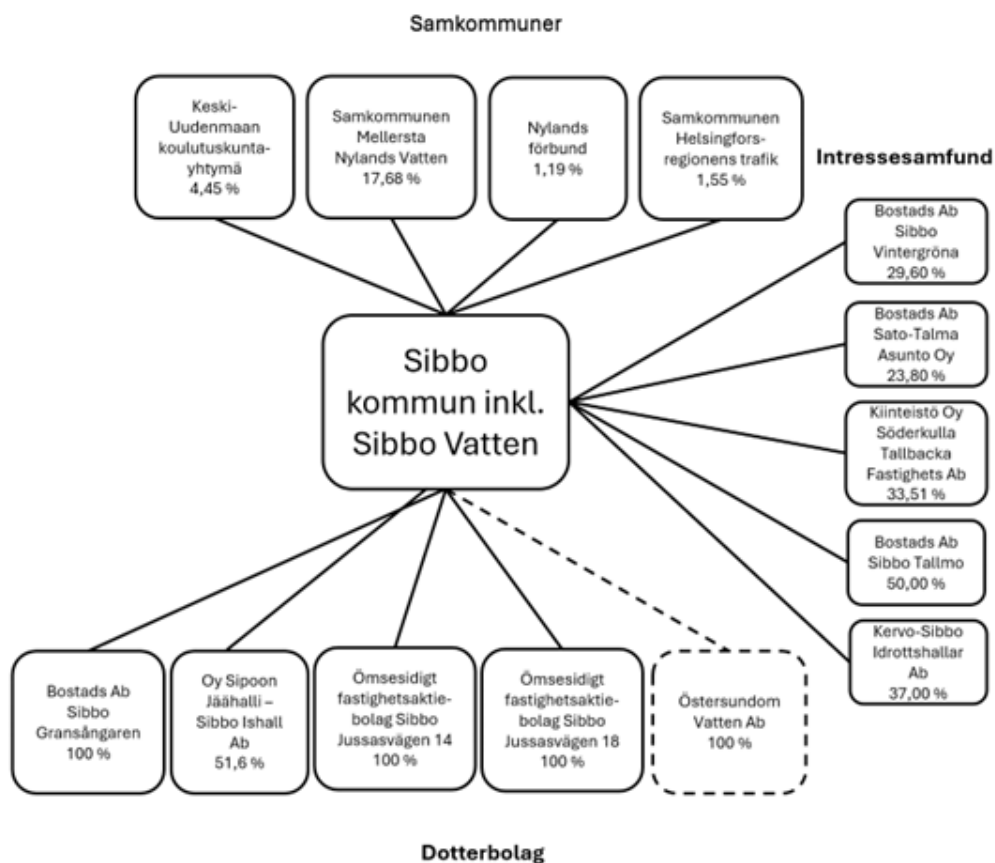 Samkommuner
Keski-
Uudenmaan
koulutuskunta-
yhtymä
4,45 %
Samkommunen
Mellersta
Nylands Vatten
17,68 %
Nylands
förbund
1,19 %
Samkommunen
Helsingfors-
regionens trafik
1,55 %
Intressesamfund
Bostads Ab
Sibbo
Vintergröna
29,60 %
Bostads Ab
Sato-Talma
Asunto Oy
23,80 %
Kiinteistö Oy
Söderkulla
Tallbacka
Fastighets Ab
33,51 %
Bostads Ab
Sibbo Tallmo
50,00 %
Kervo-Sibbo
Idrottshallar
Ab
37,00 %
Sibbo
kommun inkl.
Sibbo Vatten
Bostads Ab
Sibbo
Gransångaren
100 %
Oy Sipoon
Jäähalli –
Sibbo Ishall
Ab
51,6 %
Ömsesidigt
fastighetsaktie-
bolag Sibbo
Jussasvägen 14
100 %
Ömsesidigt
fastighetsaktie-
bolag Sibbo
Jussasvägen 18
100 %
Östersundom
Vatten Ab
100 %
Dotterbolag